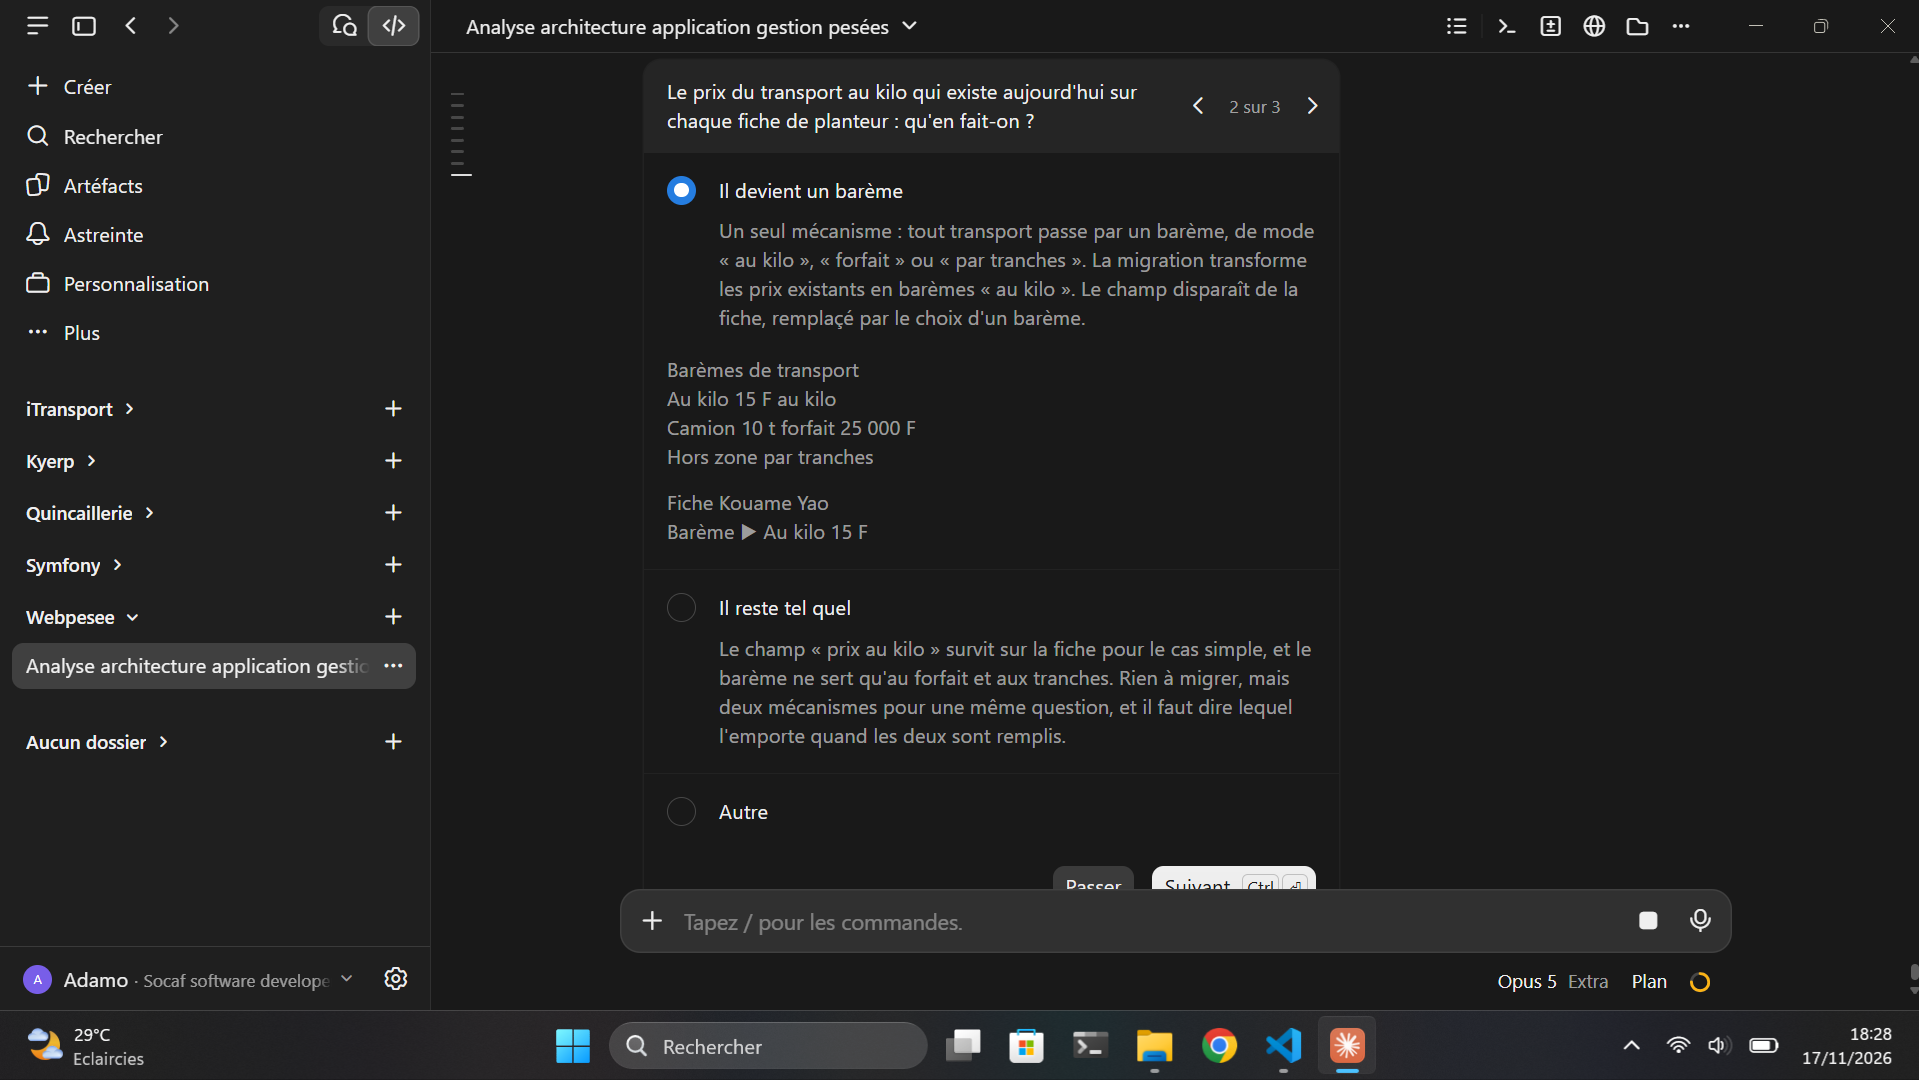 Analyse architecture application gestion pesées
Créer
Rechercher
Artéfacts
Astreinte
Personnalisation
Plus
iTransport
Kyerp
Quincaillerie
Symfony
Webpesee
Analyse architecture application gestio
Aucun dossier
A
Adamo · Socaf software develope
Le prix du transport au kilo qui existe aujourd'hui sur
chaque fiche de planteur : qu'en fait-on ?
2 sur 3
Il devient un barème
Un seul mécanisme : tout transport passe par un barème, de mode
« au kilo », « forfait » ou « par tranches ». La migration transforme
les prix existants en barèmes « au kilo ». Le champ disparaît de la
fiche, remplaçé par le choix d'un barème.
Barèmes de transport
Au kilo 15 F au kilo
Camion 10 t forfait 25 000 F
Hors zone par tranches
Fiche Kouame Yao
Barème ▶ Au kilo 15 F
Il reste tel quel
Le champ « prix au kilo » survit sur la fiche pour le cas simple, et le
barème ne sert qu'au forfait et aux tranches. Rien à migrer, mais
deux mécanismes pour une même question, et il faut dire lequel
l'emporte quand les deux sont remplis.
Autre
Passer
Suivant Ctrl ⏎
Tapez / pour les commandes.
Opus 5 Extra Plan
29°C
Eclaircies
Rechercher
18:28
17/11/2026